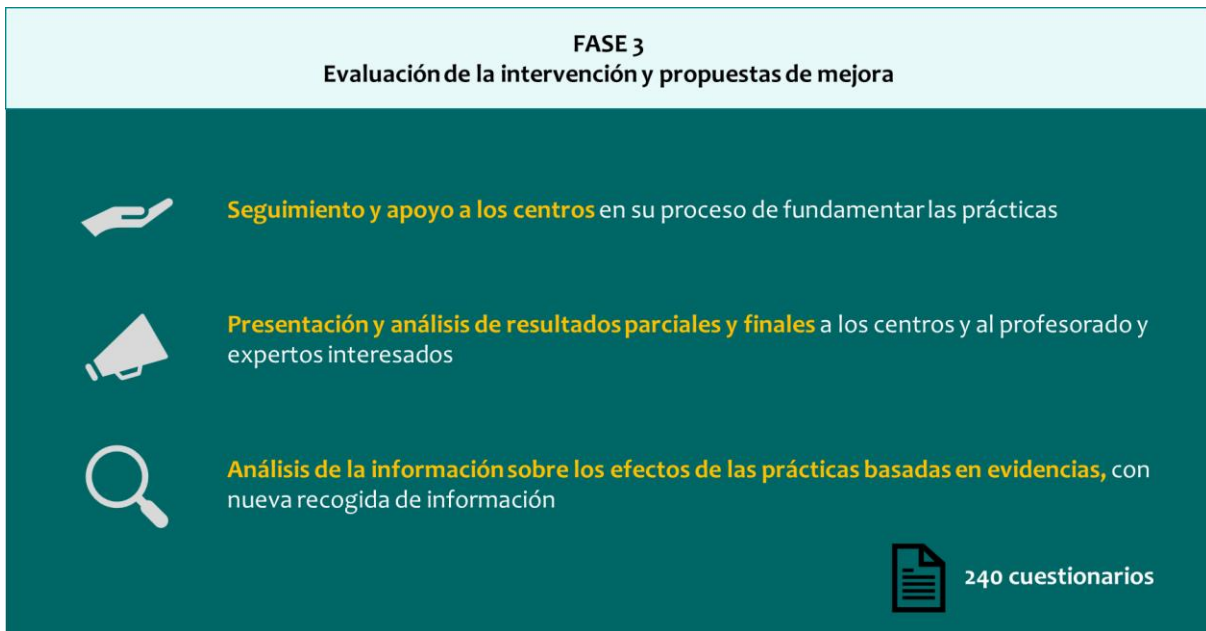 FASE 3
Evaluación de la intervención y propuestas de mejora
Seguimiento y apoyo a los centros en su proceso de fundamentar las prácticas
Presentación y análisis de resultados parciales y finales a los centros y al profesorado y
expertos interesados
Análisis de la información sobre los efectos de las prácticas basadas en evidencias, con
nueva recogida de información
240 cuestionarios